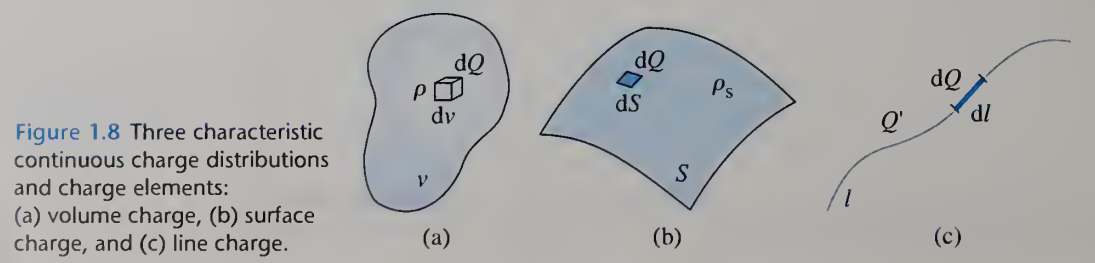 Figure 1.8 Three characteristic
continuous charge distributions
and charge elements:
(a) volume charge, (b) surface
charge, and (c) line charge.
dQ
ρ
dv
v
(a)
dQ
dS
ρs
S
(b)
dQ
dl
Q'
l
(c)